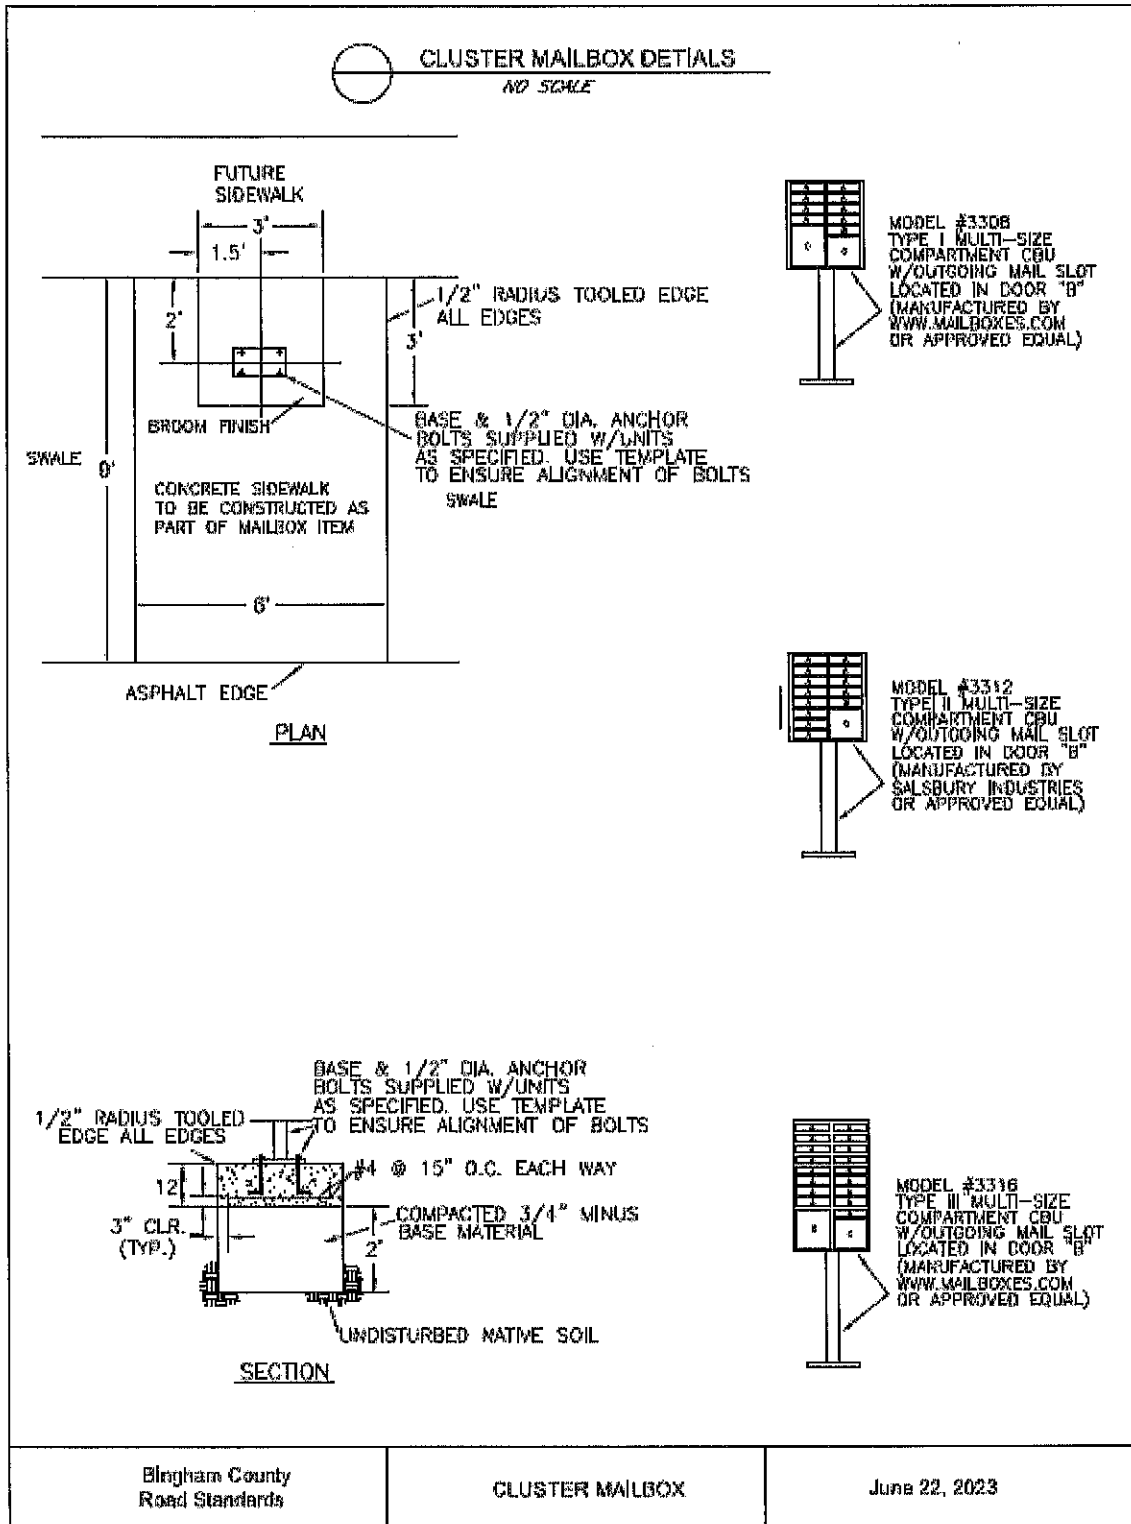 CLUSTER MAILBOX DETIALS
NO SCALE
FUTURE
SIDEWALK
3'
1.5'
2'
1/2" RADIUS TOOLED EDGE
ALL EDGES
3'
BROOM FINISH
BASE & 1/2" DIA. ANCHOR
BOLTS SUPPLIED W/UNITS
AS SPECIFIED. USE TEMPLATE
TO ENSURE ALIGNMENT OF BOLTS
SWALE
SWALE
9'
CONCRETE SIDEWALK
TO BE CONSTRUCTED AS
PART OF MAILBOX ITEM
6'
ASPHALT EDGE
PLAN
MODEL #3308
TYPE I MULTI-SIZE
COMPARTMENT CBU
W/OUTGOING MAIL SLOT
LOCATED IN DOOR "B"
(MANUFACTURED BY
WWW.MAILBOXES.COM
OR APPROVED EQUAL)
MODEL #3312
TYPE II MULTI-SIZE
COMPARTMENT CBU
W/OUTGOING MAIL SLOT
LOCATED IN DOOR "B"
(MANUFACTURED BY
SALSBURY INDUSTRIES
OR APPROVED EQUAL)
BASE & 1/2" DIA. ANCHOR
BOLTS SUPPLIED W/UNITS
AS SPECIFIED. USE TEMPLATE
TO ENSURE ALIGNMENT OF BOLTS
1/2" RADIUS TOOLED
EDGE ALL EDGES
#4 @ 15" O.C. EACH WAY
12
3" CLR.
(TYP.)
COMPACTED 3/4" MINUS
BASE MATERIAL
2'
UNDISTURBED NATIVE SOIL
SECTION
MODEL #3316
TYPE III MULTI-SIZE
COMPARTMENT CBU
W/OUTGOING MAIL SLOT
LOCATED IN DOOR "B"
(MANUFACTURED BY
WWW.MAILBOXES.COM
OR APPROVED EQUAL)
Bingham County
Road Standards
CLUSTER MAILBOX
June 22, 2023